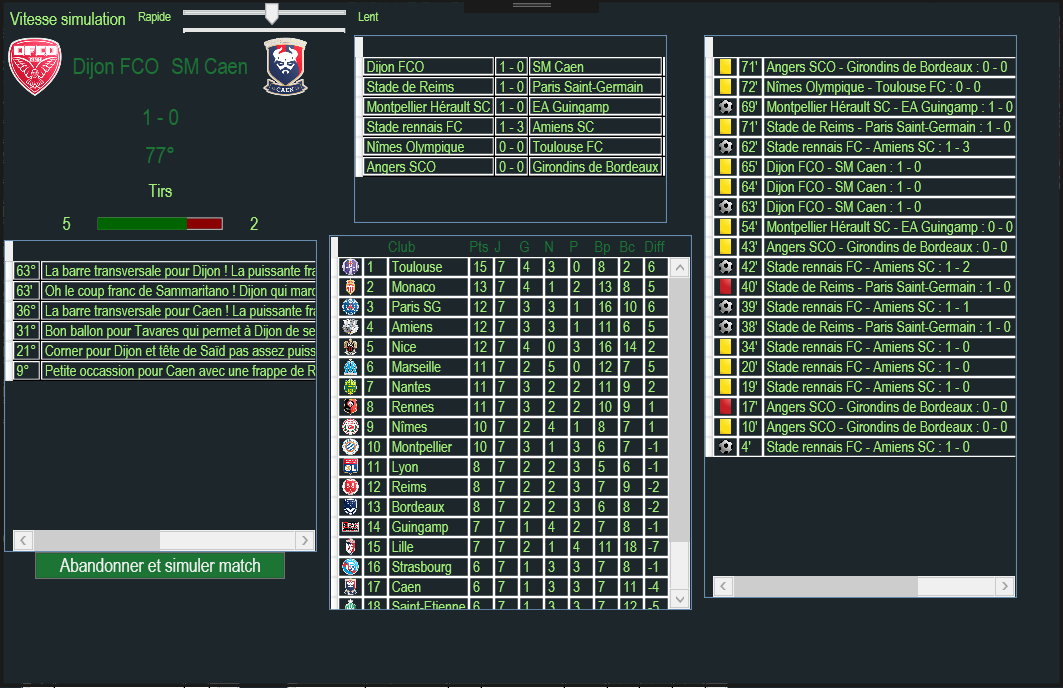 Vitesse simulation Rapide Lent
Dijon FCO SM Caen
1 - 0
77°
Tirs
5 2
63° La barre transversale pour Dijon ! La puissante fra
63' Oh le coup franc de Sammaritano ! Dijon qui marq
36° La barre transversale pour Caen ! La puissante fra
31° Bon ballon pour Tavares qui permet à Dijon de se
21° Corner pour Dijon et tête de Saïd pas assez puiss
9° Petite occassion pour Caen avec une frappe de R
Abandonner et simuler match
Dijon FCO 1 - 0 SM Caen
Stade de Reims 1 - 0 Paris Saint-Germain
Montpellier Hérault SC 1 - 0 EA Guingamp
Stade rennais FC 1 - 3 Amiens SC
Nîmes Olympique 0 - 0 Toulouse FC
Angers SCO 0 - 0 Girondins de Bordeaux
Club Pts J G N P Bp Bc Diff
1 Toulouse 15 7 4 3 0 8 2 6
2 Monaco 13 7 4 1 2 13 8 5
3 Paris SG 12 7 3 3 1 16 10 6
4 Amiens 12 7 3 3 1 11 6 5
5 Nice 12 7 4 0 3 16 14 2
6 Marseille 11 7 2 5 0 12 7 5
7 Nantes 11 7 3 2 2 11 9 2
8 Rennes 11 7 3 2 2 10 9 1
9 Nîmes 10 7 2 4 1 8 7 1
10 Montpellier 10 7 3 1 3 6 7 -1
11 Lyon 8 7 2 2 3 5 6 -1
12 Reims 8 7 2 2 3 7 9 -2
13 Bordeaux 8 7 2 2 3 6 8 -2
14 Guingamp 7 7 1 4 2 7 8 -1
15 Lille 7 7 2 1 4 11 18 -7
16 Strasbourg 6 7 1 3 3 7 8 -1
17 Caen 6 7 1 3 3 7 11 -4
18 Saint-Etienne 6 7 1 3 3 7 12 -5
71' Angers SCO - Girondins de Bordeaux : 0 - 0
72' Nîmes Olympique - Toulouse FC : 0 - 0
69' Montpellier Hérault SC - EA Guingamp : 1 - 0
71' Stade de Reims - Paris Saint-Germain : 1 - 0
62' Stade rennais FC - Amiens SC : 1 - 3
65' Dijon FCO - SM Caen : 1 - 0
64' Dijon FCO - SM Caen : 1 - 0
63' Dijon FCO - SM Caen : 1 - 0
54' Montpellier Hérault SC - EA Guingamp : 0 - 0
43' Angers SCO - Girondins de Bordeaux : 0 - 0
42' Stade rennais FC - Amiens SC : 1 - 2
40' Stade de Reims - Paris Saint-Germain : 1 - 0
39' Stade rennais FC - Amiens SC : 1 - 1
38' Stade de Reims - Paris Saint-Germain : 1 - 0
34' Stade rennais FC - Amiens SC : 1 - 0
20' Stade rennais FC - Amiens SC : 1 - 0
19' Stade rennais FC - Amiens SC : 1 - 0
17' Angers SCO - Girondins de Bordeaux : 0 - 0
10' Angers SCO - Girondins de Bordeaux : 0 - 0
4' Stade rennais FC - Amiens SC : 1 - 0